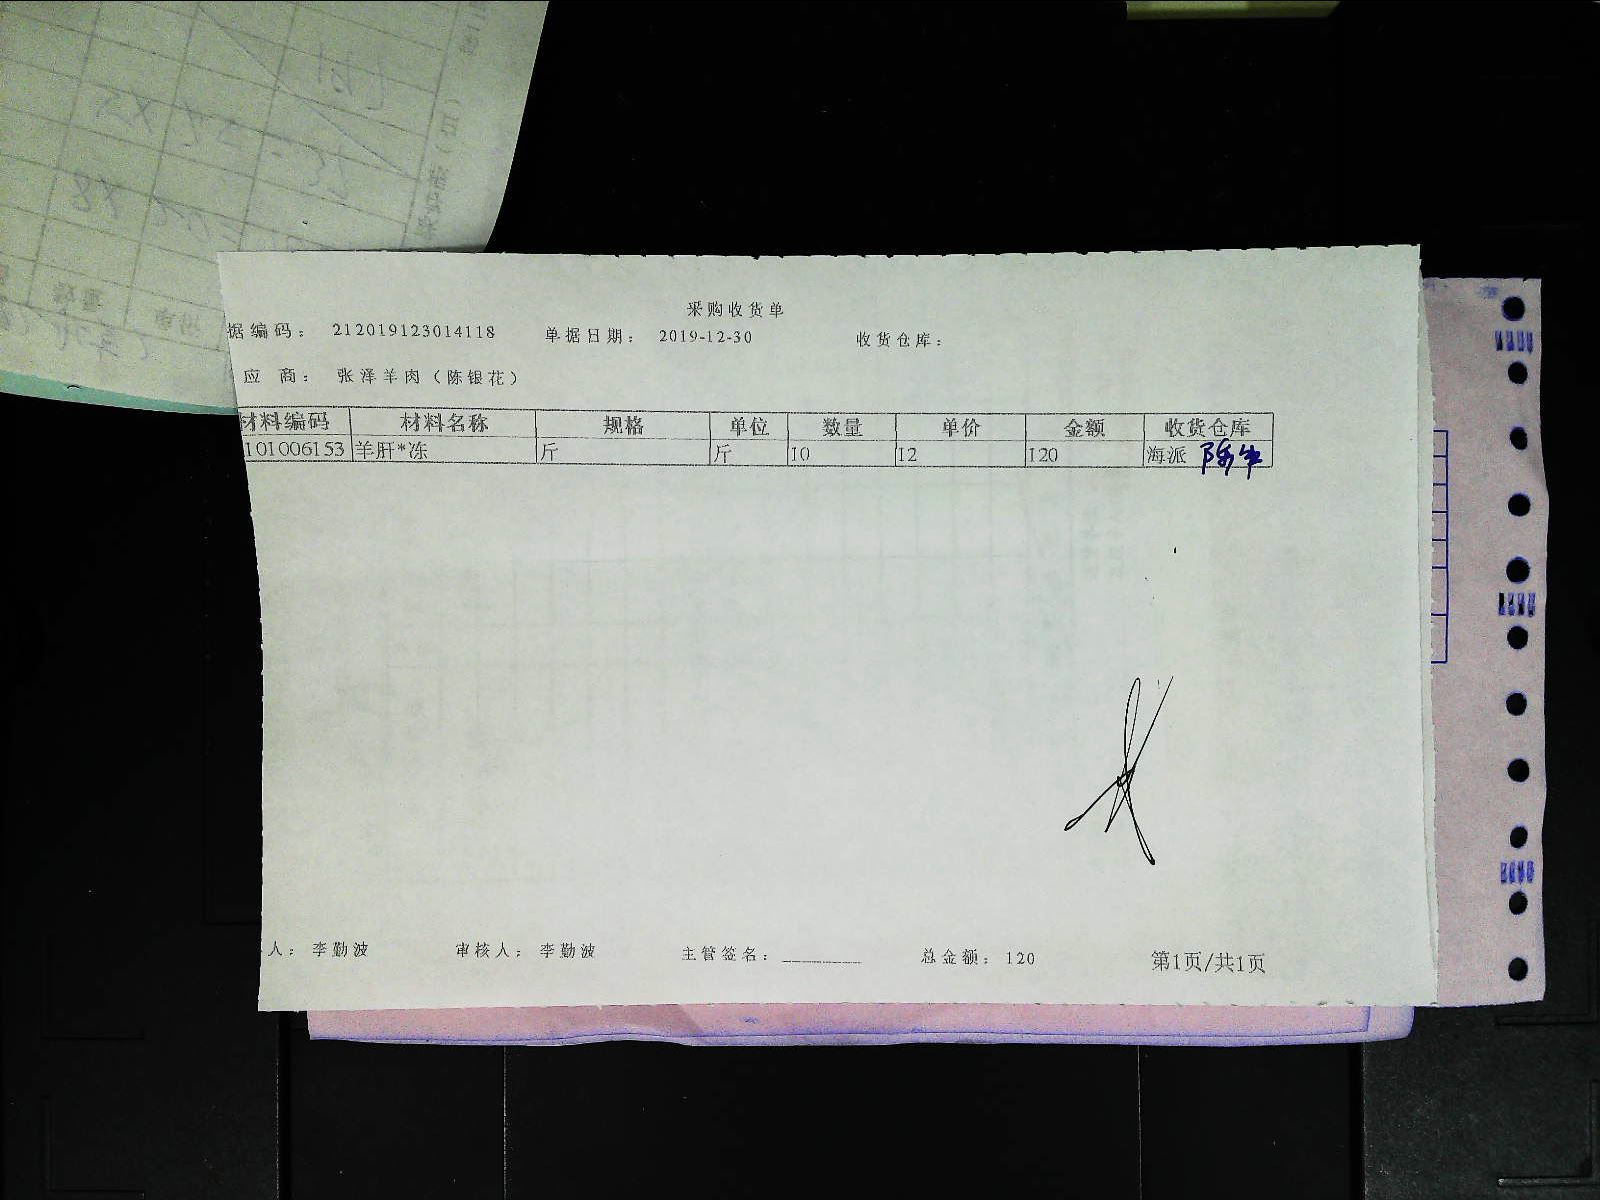 采购收货单
据编码： 212019123014118 单据日期： 2019-12-30 收货仓库：
应 商： 张泽羊肉（陈银花）
材料编码 材料名称 规格 单位 数量 单价 金额 收货仓库
101006153 羊肝*冻 斤 斤 10 12 120 海派
人： 李勤波 审核人： 李勤波 主管签名： 总金额： 120 第1页/共1页